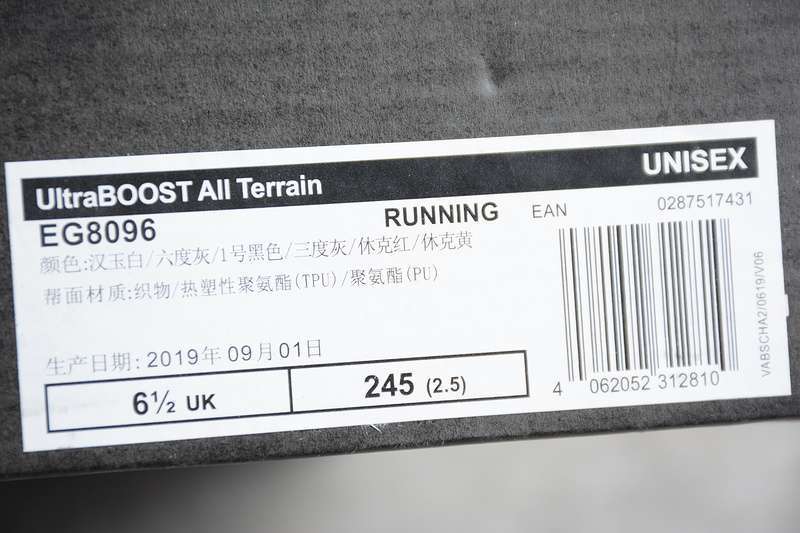 UltraBOOST All Terrain
UNISEX
EG8096
RUNNING
EAN
0287517431
颜色:汉玉白/六度灰/1号黑色/三度灰/休克红/休克黄
帮面材质:织物/热塑性聚氨酯(TPU)/聚氨酯(PU)
生产日期: 2019年 09月 01日
6½ UK
245 (2.5)
4 062052 312810
VABSCHA2/0619/V06